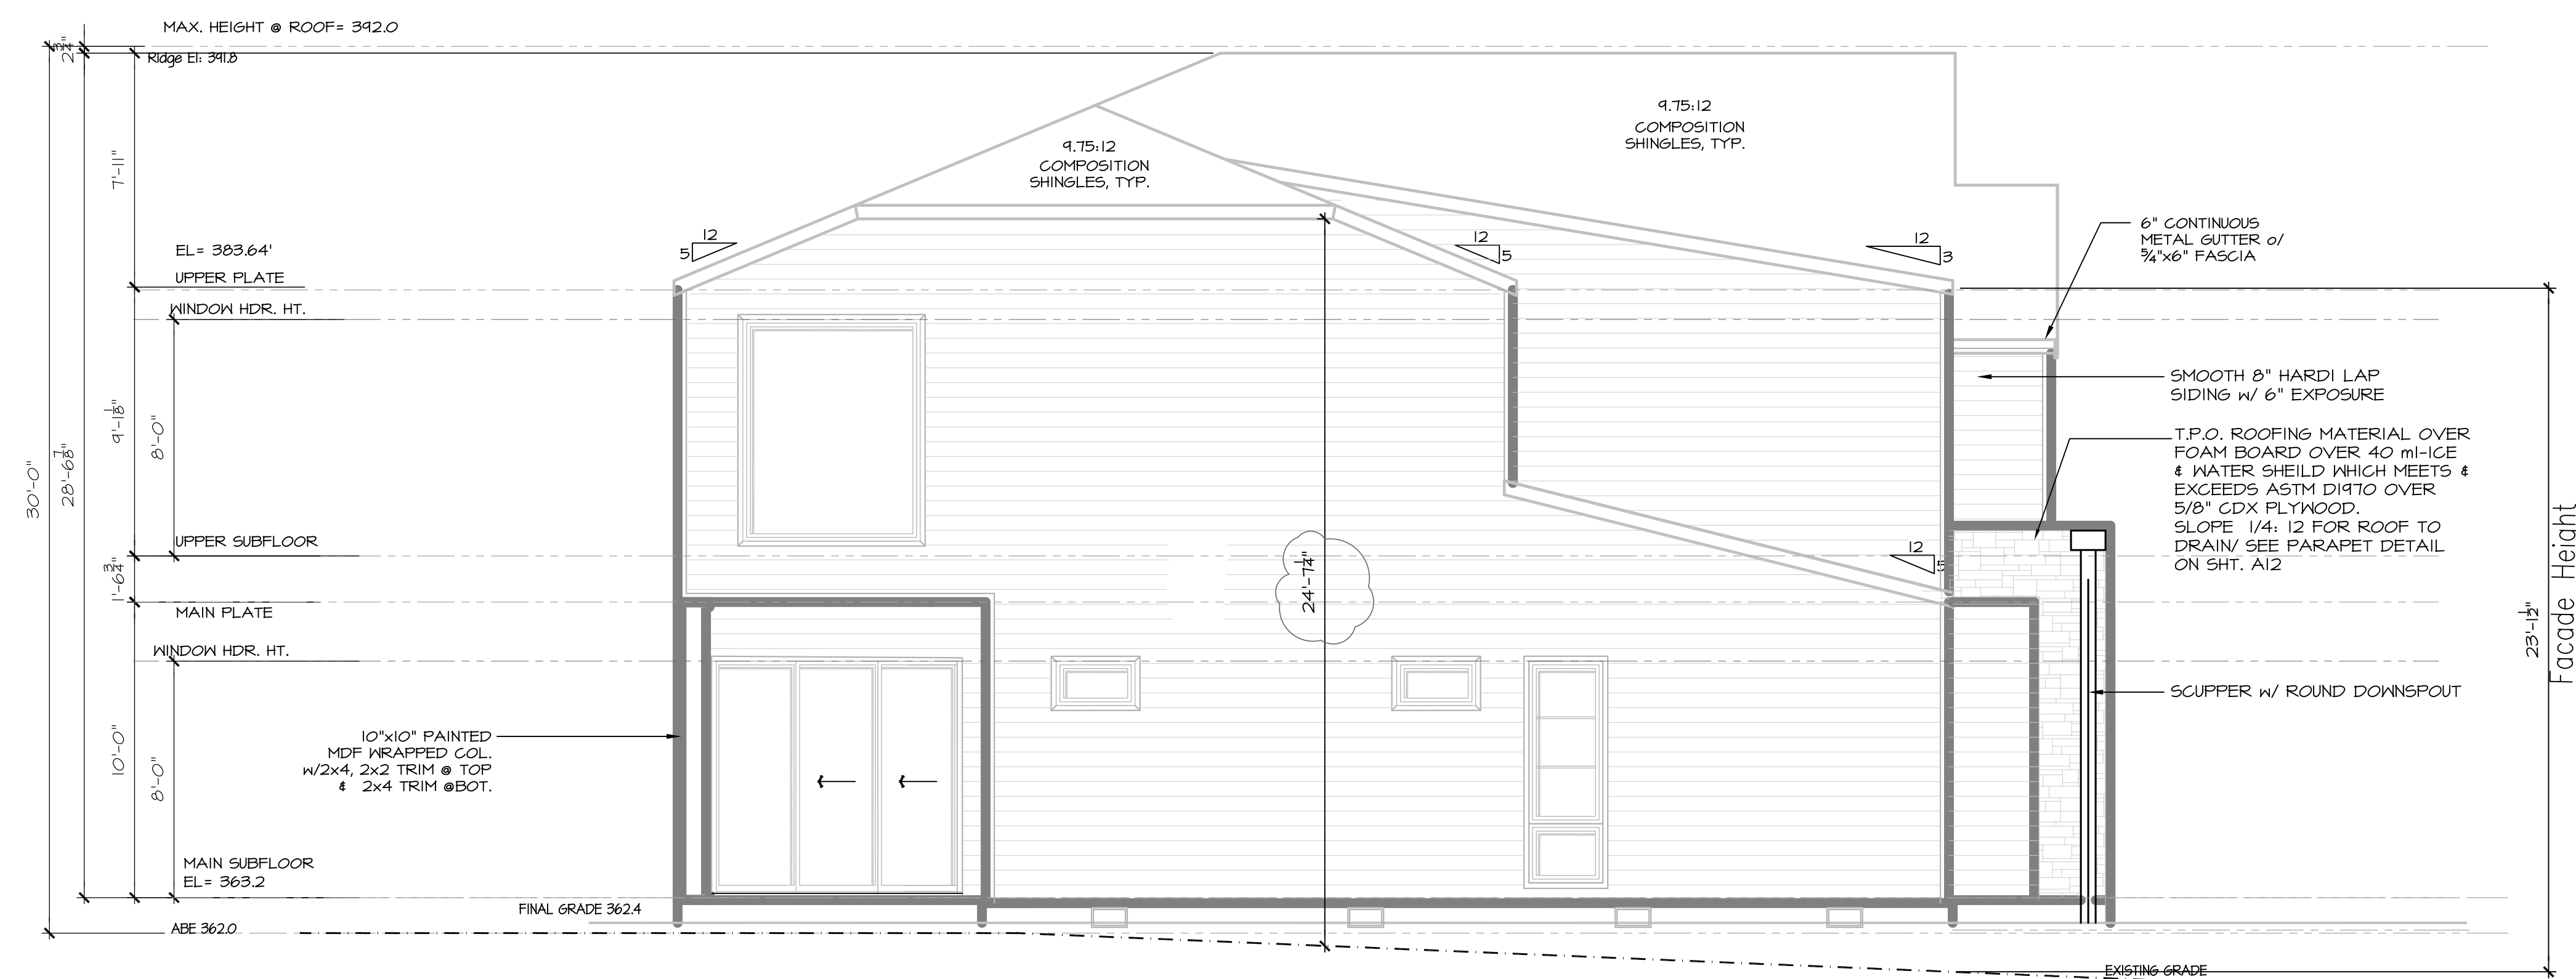 MAX. HEIGHT @ ROOF= 392.0
2 3/4"
Ridge El: 391.8
7'-11"
EL= 383.64'
UPPER PLATE
WINDOW HDR. HT.
9'-1 1/8"
8'-0"
30'-0"
28'-6 7/8"
UPPER SUBFLOOR
1'-6 3/4"
MAIN PLATE
WINDOW HDR. HT.
10'-0"
8'-0"
MAIN SUBFLOOR
EL= 363.2
ABE 362.0
FINAL GRADE 362.4
10"x10" PAINTED
MDF WRAPPED COL.
w/2x4, 2x2 TRIM @ TOP
& 2x4 TRIM @BOT.
9.75:12
COMPOSITION
SHINGLES, TYP.
9.75:12
COMPOSITION
SHINGLES, TYP.
12
5
12
5
12
3
12
24'-7 1/4"
6" CONTINUOUS
METAL GUTTER o/
5/4"x6" FASCIA
SMOOTH 8" HARDI LAP
SIDING w/ 6" EXPOSURE
T.P.O. ROOFING MATERIAL OVER
FOAM BOARD OVER 40 ml-ICE
& WATER SHEILD WHICH MEETS &
EXCEEDS ASTM D1970 OVER
5/8" CDX PLYWOOD.
SLOPE 1/4: 12 FOR ROOF TO
DRAIN/ SEE PARAPET DETAIL
ON SHT. A12
SCUPPER w/ ROUND DOWNSPOUT
23'-1 1/2"
Facade Height
EXISTING GRADE